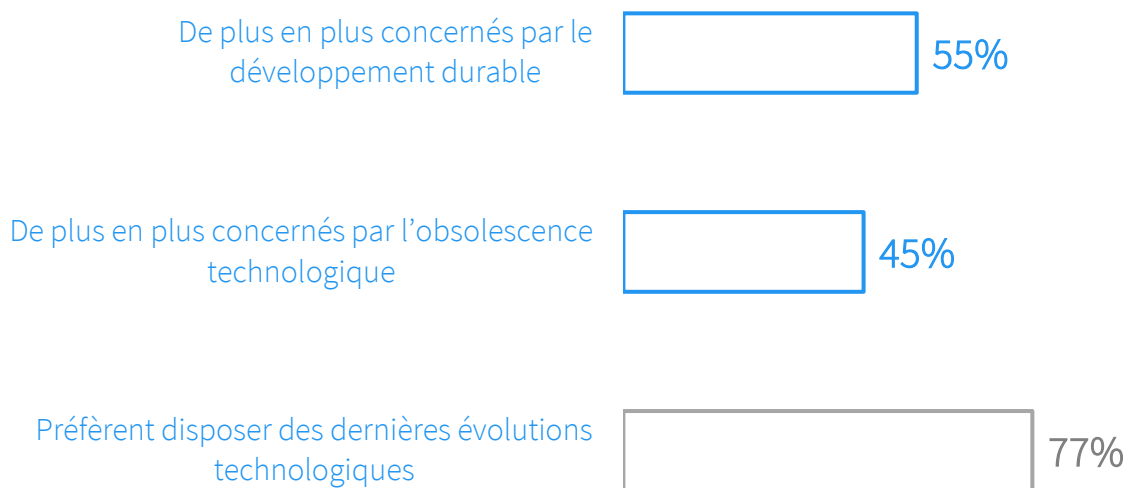 De plus en plus concernés par le
développement durable
55%
De plus en plus concernés par l’obsolescence
technologique
45%
Préfèrent disposer des dernières évolutions
technologiques
77%